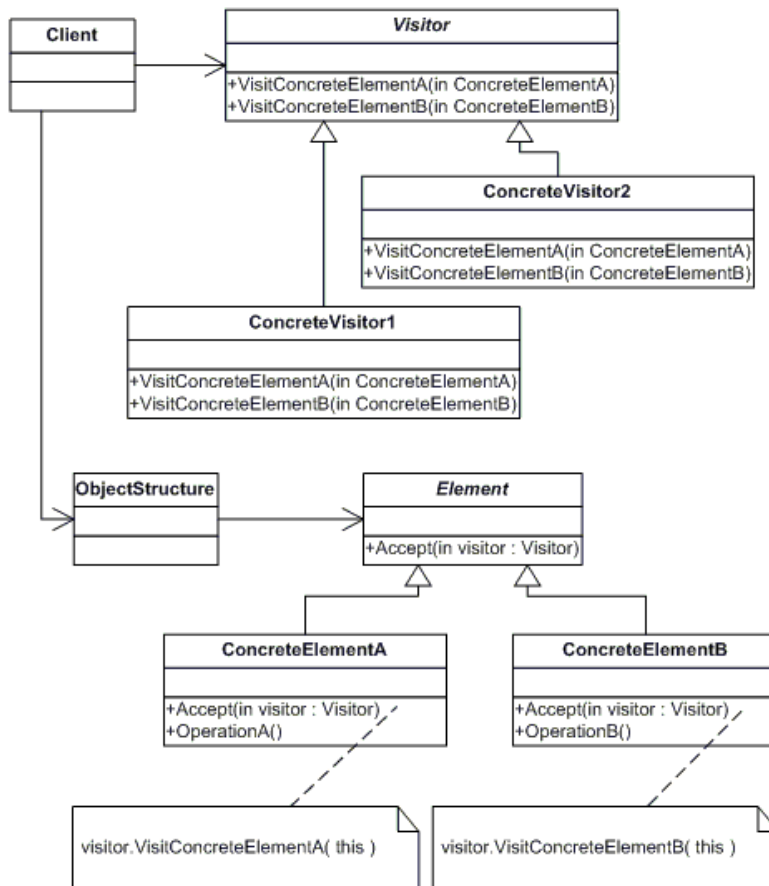 Client
Visitor
+VisitConcreteElementA(in ConcreteElementA)
+VisitConcreteElementB(in ConcreteElementB)
ConcreteVisitor2
+VisitConcreteElementA(in ConcreteElementA)
+VisitConcreteElementB(in ConcreteElementB)
ConcreteVisitor1
+VisitConcreteElementA(in ConcreteElementA)
+VisitConcreteElementB(in ConcreteElementB)
ObjectStructure
Element
+Accept(in visitor : Visitor)
ConcreteElementA
+Accept(in visitor : Visitor)
+OperationA()
ConcreteElementB
+Accept(in visitor : Visitor)
+OperationB()
visitor.VisitConcreteElementA( this )
visitor.VisitConcreteElementB( this )